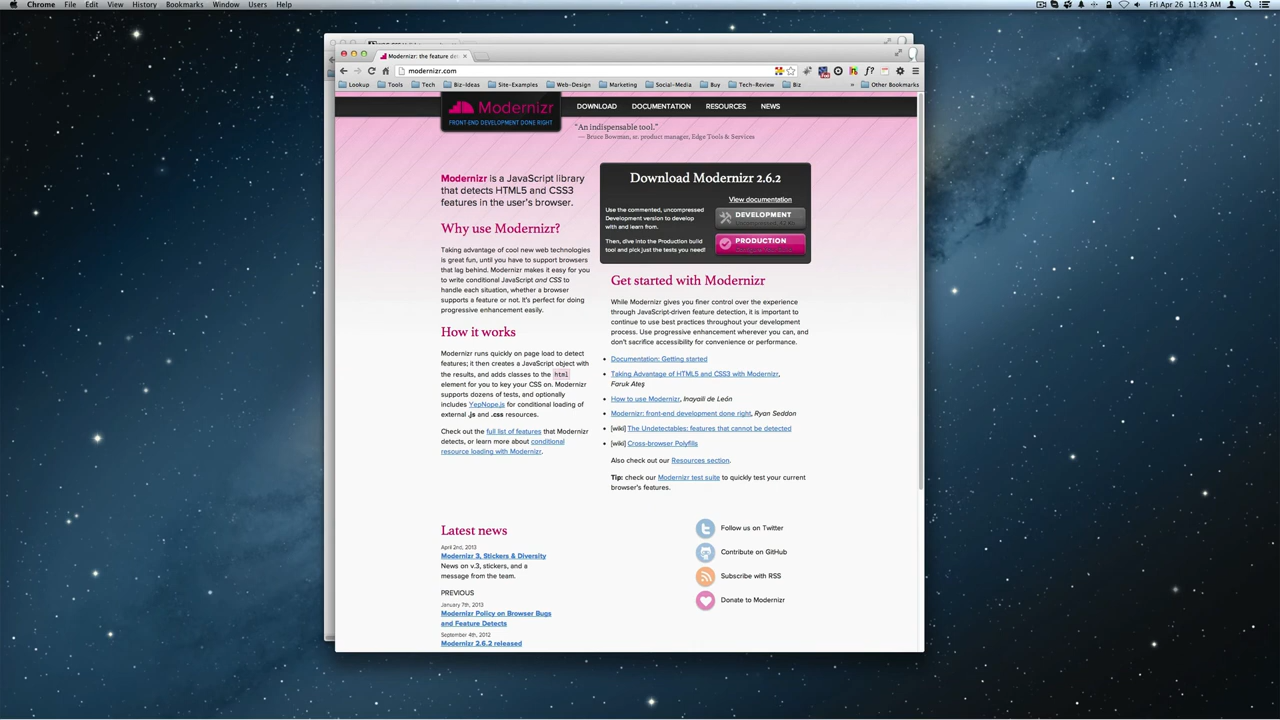 Chrome File Edit View History Bookmarks Window Users Help
Fri Apr 26 11:43 AM
Modernizr: the feature det
modernizr.com
Lookup Tools Tech Biz-Ideas Site-Examples Web-Design Marketing Social-Media Buy Tech-Review Biz » Other Bookmarks
Modernizr
FRONT-END DEVELOPMENT DONE RIGHT
DOWNLOAD DOCUMENTATION RESOURCES NEWS
"An indispensable tool."
— Bruce Bowman, sr. product manager, Edge Tools & Services
Modernizr is a JavaScript library
that detects HTML5 and CSS3
features in the user's browser.
Why use Modernizr?
Taking advantage of cool new web technologies
is great fun, until you have to support browsers
that lag behind. Modernizr makes it easy for you
to write conditional JavaScript and CSS to
handle each situation, whether a browser
supports a feature or not. It's perfect for doing
progressive enhancement easily.
How it works
Modernizr runs quickly on page load to detect
features; it then creates a JavaScript object with
the results, and adds classes to the html
element for you to key your CSS on. Modernizr
supports dozens of tests, and optionally
includes YepNope.js for conditional loading of
external .js and .css resources.
Check out the full list of features that Modernizr
detects, or learn more about conditional
resource loading with Modernizr.
Download Modernizr 2.6.2
View documentation
Use the commented, uncompressed
Development version to develop
with and learn from.
Then, dive into the Production build
tool and pick just the tests you need!
DEVELOPMENT
PRODUCTION
Get started with Modernizr
While Modernizr gives you finer control over the experience
through JavaScript-driven feature detection, it is important to
continue to use best practices throughout your development
process. Use progressive enhancement wherever you can, and
don't sacrifice accessibility for convenience or performance.
• Documentation: Getting started
• Taking Advantage of HTML5 and CSS3 with Modernizr,
Faruk Ateş
• How to use Modernizr, Inayaili de León
• Modernizr: front-end development done right, Ryan Seddon
• [wiki] The Undetectables: features that cannot be detected
• [wiki] Cross-browser Polyfills
Also check out our Resources section.
Tip: check our Modernizr test suite to quickly test your current
browser's features.
Latest news
April 2nd, 2013
Modernizr 3, Stickers & Diversity
News on v.3, stickers, and a
message from the team.
PREVIOUS
January 7th, 2013
Modernizr Policy on Browser Bugs
and Feature Detects
September 4th, 2012
Modernizr 2.6.2 released
Follow us on Twitter
Contribute on GitHub
Subscribe with RSS
Donate to Modernizr